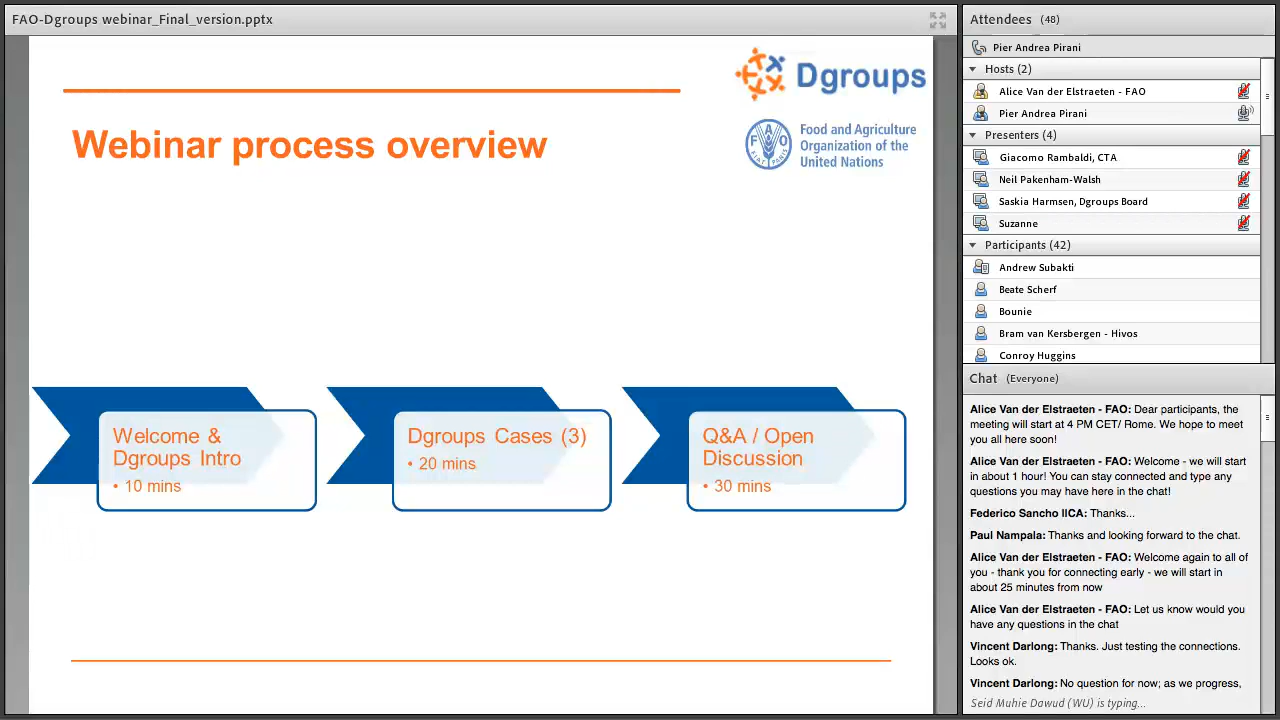 FAO-Dgroups webinar_Final_version.pptx
Dgroups
FAO
FIAT PANIS
Food and Agriculture
Organization of the
United Nations
Webinar process overview
Welcome &
Dgroups Intro
• 10 mins
Dgroups Cases (3)
• 20 mins
Q&A / Open
Discussion
• 30 mins
Attendees (48)
Pier Andrea Pirani
Hosts (2)
Alice Van der Elstraeten - FAO
Pier Andrea Pirani
Presenters (4)
Giacomo Rambaldi, CTA
Neil Pakenham-Walsh
Saskia Harmsen, Dgroups Board
Suzanne
Participants (42)
Andrew Subakti
Beate Scherf
Bounie
Bram van Kersbergen - Hivos
Conroy Huggins
Chat (Everyone)
Alice Van der Elstraeten - FAO: Dear participants, the
meeting will start at 4 PM CET/ Rome. We hope to meet
you all here soon!
Alice Van der Elstraeten - FAO: Welcome - we will start
in about 1 hour! You can stay connected and type any
questions you may have here in the chat!
Federico Sancho IICA: Thanks...
Paul Nampala: Thanks and looking forward to the chat.
Alice Van der Elstraeten - FAO: Welcome again to all of
you - thank you for connecting early - we will start in
about 25 minutes from now
Alice Van der Elstraeten - FAO: Let us know would you
have any questions in the chat
Vincent Darlong: Thanks. Just testing the connections.
Looks ok.
Vincent Darlong: No question for now; as we progress,
Seid Muhie Dawud (WU) is typing...